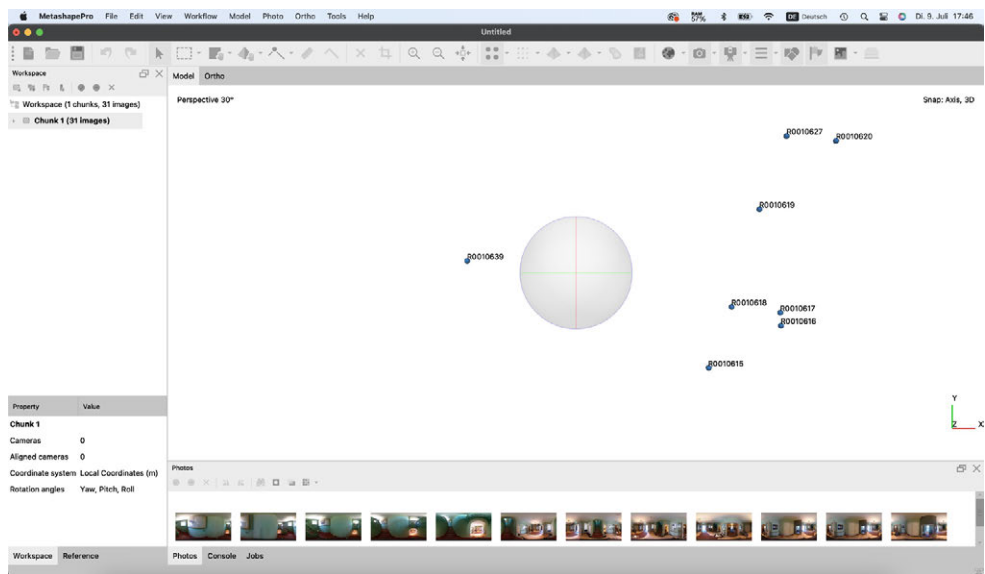 MetashapePro File Edit View Workflow Model Photo Ortho Tools Help
RAM 57% DE Deutsch Di. 9. Juli 17:46
Untitled
Workspace
Model Ortho
Workspace (1 chunks, 31 images)
Chunk 1 (31 images)
Perspective 30°
Snap: Axis, 3D
R0010627
R0010620
R0010619
R0010639
R0010618
R0010617
R0010616
R0010615
Y
Z X
Property Value
Chunk 1
Cameras 0
Aligned cameras 0
Coordinate system Local Coordinates (m)
Rotation angles Yaw, Pitch, Roll
Photos
Workspace Reference
Photos Console Jobs